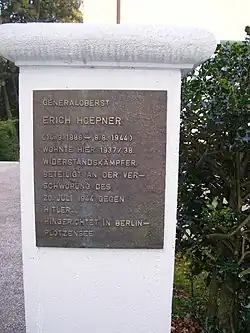 GENERALOBERST
ERICH HOEPNER
(14.9.1886 – 8.8.1944)
WOHNTE HIER 1937/38.
WIDERSTANDSKÄMPFER,
BETEILIGT AN DER VER-
SCHWÖRUNG DES
20. JULI 1944 GEGEN
HITLER.
HINGERICHTET IN BERLIN-
PLÖTZENSEE